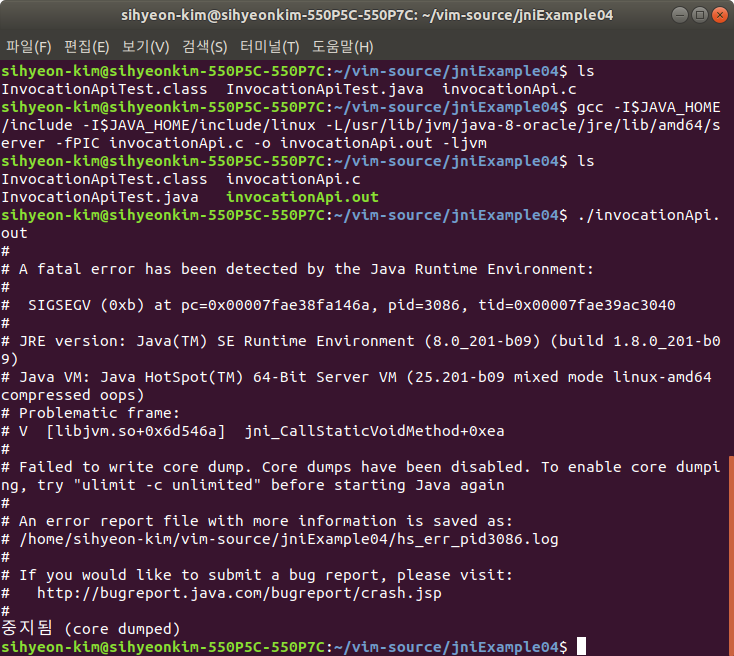 sihyeon-kim@sihyeonkim-550P5C-550P7C: ~/vim-source/jniExample04
파일(F) 편집(E) 보기(V) 검색(S) 터미널(T) 도움말(H)
sihyeon-kim@sihyeonkim-550P5C-550P7C:~/vim-source/jniExample04$ ls
InvocationApiTest.class  InvocationApiTest.java  invocationApi.c
sihyeon-kim@sihyeonkim-550P5C-550P7C:~/vim-source/jniExample04$ gcc -I$JAVA_HOME
/include -I$JAVA_HOME/include/linux -L/usr/lib/jvm/java-8-oracle/jre/lib/amd64/s
erver -fPIC invocationApi.c -o invocationApi.out -ljvm
sihyeon-kim@sihyeonkim-550P5C-550P7C:~/vim-source/jniExample04$ ls
InvocationApiTest.class  invocationApi.c
InvocationApiTest.java   invocationApi.out
sihyeon-kim@sihyeonkim-550P5C-550P7C:~/vim-source/jniExample04$ ./invocationApi.
out
#
# A fatal error has been detected by the Java Runtime Environment:
#
#  SIGSEGV (0xb) at pc=0x00007fae38fa146a, pid=3086, tid=0x00007fae39ac3040
#
# JRE version: Java(TM) SE Runtime Environment (8.0_201-b09) (build 1.8.0_201-b0
9)
# Java VM: Java HotSpot(TM) 64-Bit Server VM (25.201-b09 mixed mode linux-amd64
compressed oops)
# Problematic frame:
# V  [libjvm.so+0x6d546a]  jni_CallStaticVoidMethod+0xea
#
# Failed to write core dump. Core dumps have been disabled. To enable core dumpi
ng, try "ulimit -c unlimited" before starting Java again
#
# An error report file with more information is saved as:
# /home/sihyeon-kim/vim-source/jniExample04/hs_err_pid3086.log
#
# If you would like to submit a bug report, please visit:
#   http://bugreport.java.com/bugreport/crash.jsp
#
중지됨 (core dumped)
sihyeon-kim@sihyeonkim-550P5C-550P7C:~/vim-source/jniExample04$